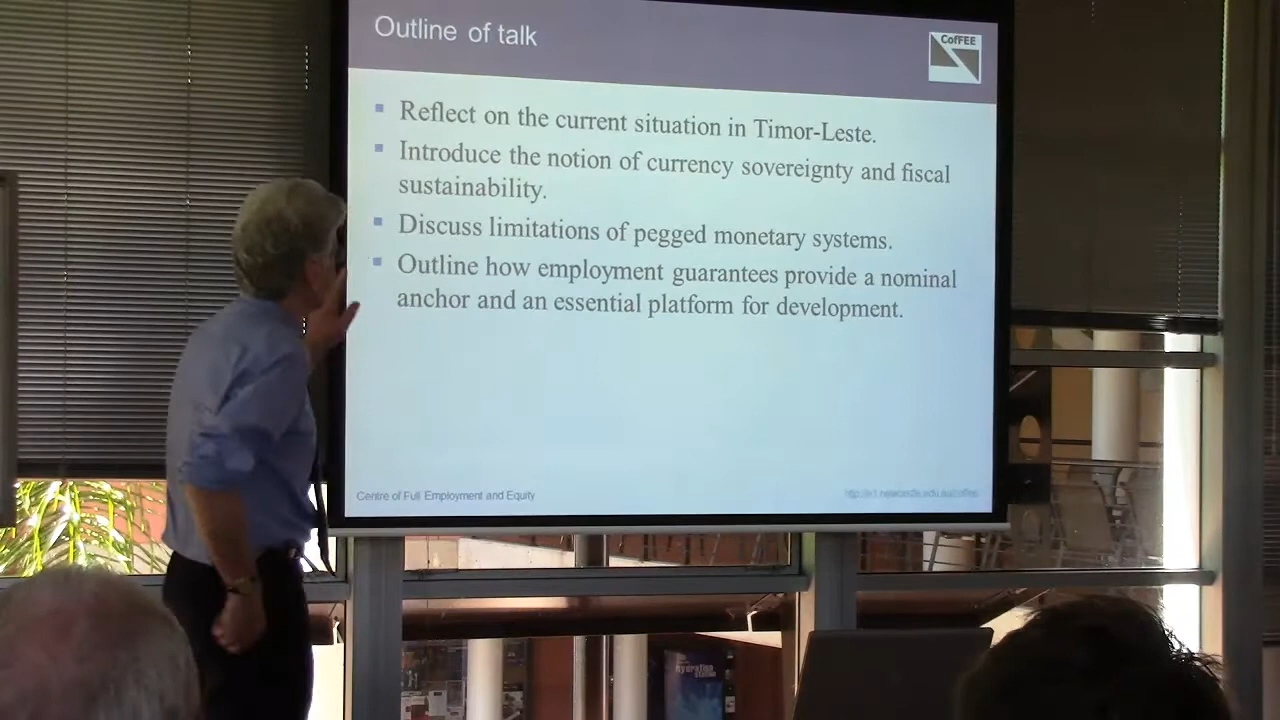 Outline of talk
CofFEE
Reflect on the current situation in Timor-Leste.
Introduce the notion of currency sovereignty and fiscal
sustainability.
Discuss limitations of pegged monetary systems.
Outline how employment guarantees provide a nominal
anchor and an essential platform for development.
Centre of Full Employment and Equity
hydration